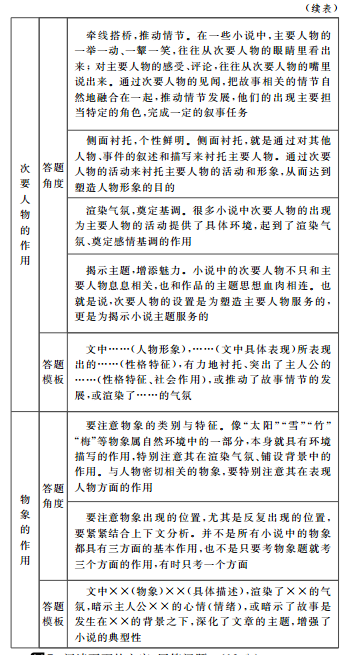 (续表)
次要人物的作用
答题角度
牵线搭桥,推动情节。在一些小说中,主要人物的
一举一动、一颦一笑,往往从次要人物的眼睛里看出
来;对主要人物的感受、评论,往往从次要人物的嘴里
说出来。通过次要人物的见闻,把故事相关的情节自
然地融合在一起,推动情节发展,他们的出现主要担
当特定的角色,完成一定的叙事任务
侧面衬托,个性鲜明。侧面衬托,就是通过对其他
人物、事件的叙述和描写来衬托主要人物。通过次要
人物的活动来衬托主要人物的活动和形象,从而达到
塑造人物形象的目的
渲染气氛,奠定基调。很多小说中次要人物的出现
为主要人物的活动提供了具体环境,起到了渲染气
氛、奠定感情基调的作用
揭示主题,增添魅力。小说中的次要人物不只和主
要人物息息相关,也和作品的主题思想血肉相连。也
就是说,次要人物的设置是为塑造主要人物服务的,
更是为揭示小说主题服务的
答题模板
文中……(人物形象),……(文中具体表现)所表现
出的……(性格特征),有力地衬托、突出了主人公的
……(性格特征、社会作用),或推动了故事情节的发
展,或渲染了……的气氛
物象的作用
答题角度
要注意物象的类别与特征。像“太阳”“雪”“竹”
“梅”等物象属自然环境中的一部分,本身就具有环境
描写的作用,特别注意其在渲染气氛、铺设背景中的
作用。与人物密切相关的物象,要特别注意其在表现
人物方面的作用
要注意物象出现的位置,尤其是反复出现的位置,
要紧密结合上下文分析。并不是所有小说中的物象
都具有三方面的基本作用,也不是只要考物象题就考
三个方面的作用,有时只考一个方面
答题模板
文中××(物象)××(具体描述),渲染了××的气
氛,暗示主人公××的心情(情绪),或暗示了故事是
发生在××的背景之下,深化了文章的主题,增强了
小说的典型性